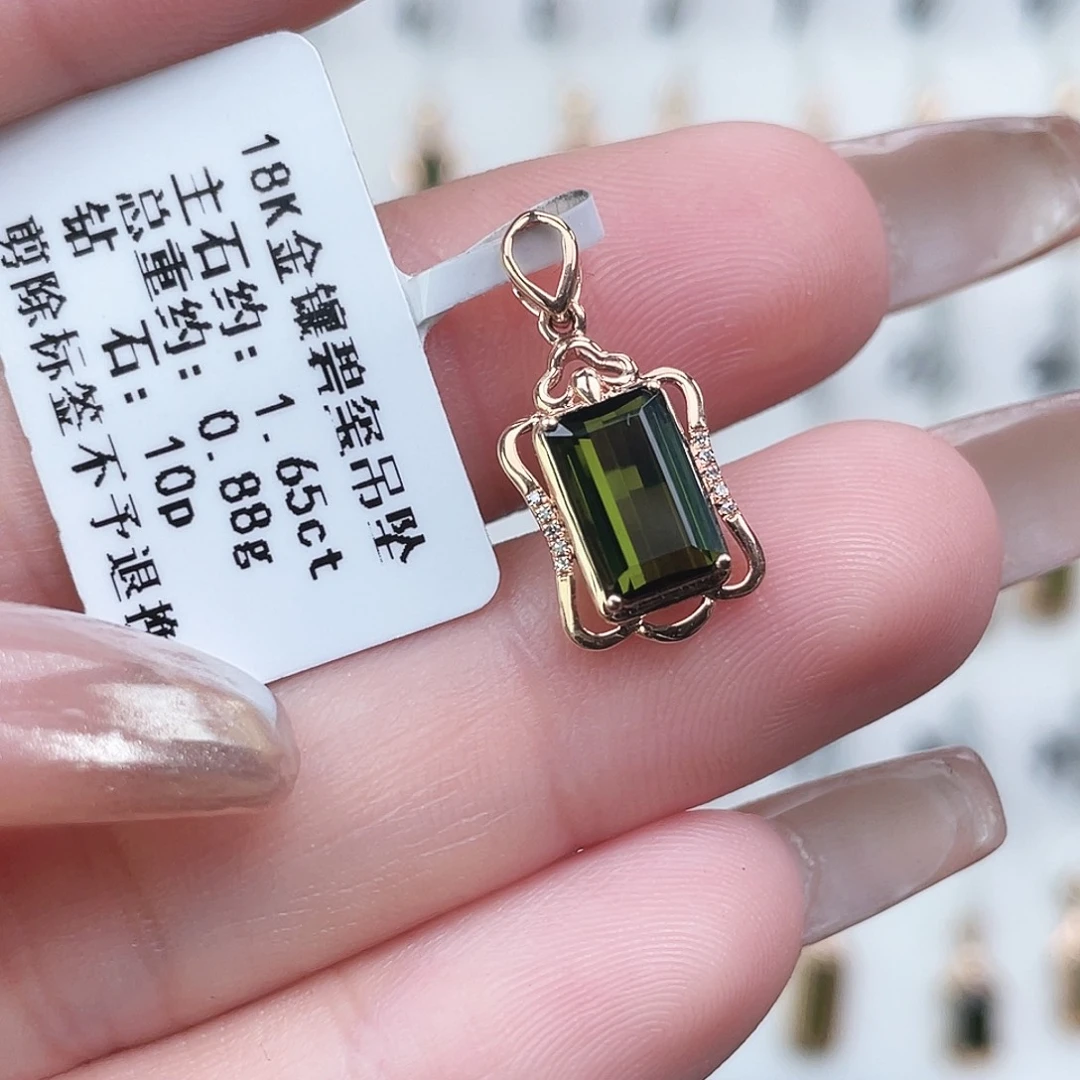 18K金镶碧玺吊坠
主石约: 1.65ct
总重约: 0.88g
钻 石: 10p
剪除标签不予退换